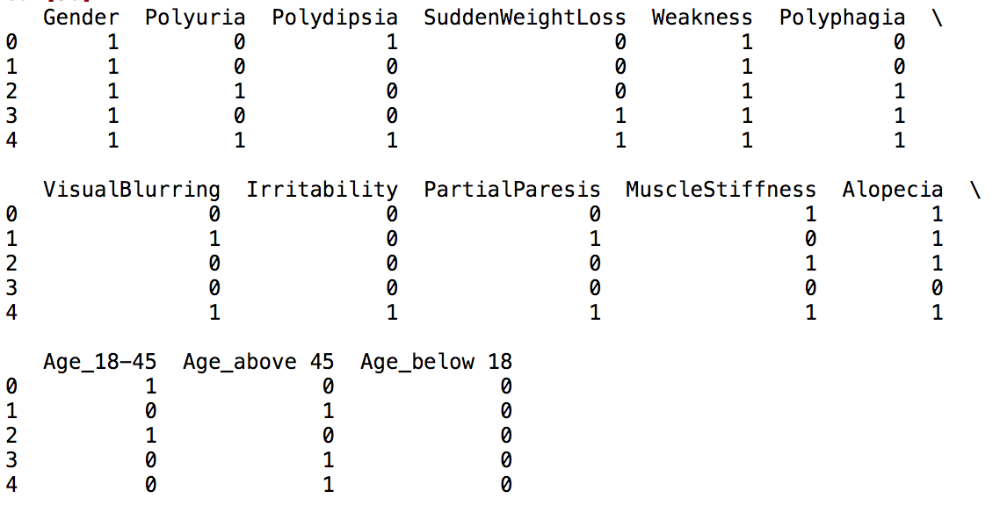 Gender Polyuria Polydipsia SuddenWeightLoss Weakness Polyphagia \
0 1 0 1 0 1 0
1 1 0 0 0 1 0
2 1 1 0 0 1 1
3 1 0 0 1 1 1
4 1 1 1 1 1 1
VisualBlurring Irritability PartialParesis MuscleStiffness Alopecia \
0 0 0 0 1 1
1 1 0 1 0 1
2 0 0 0 1 1
3 0 0 0 0 0
4 1 1 1 1 1
Age_18-45 Age_above 45 Age_below 18
0 1 0 0
1 0 1 0
2 1 0 0
3 0 1 0
4 0 1 0